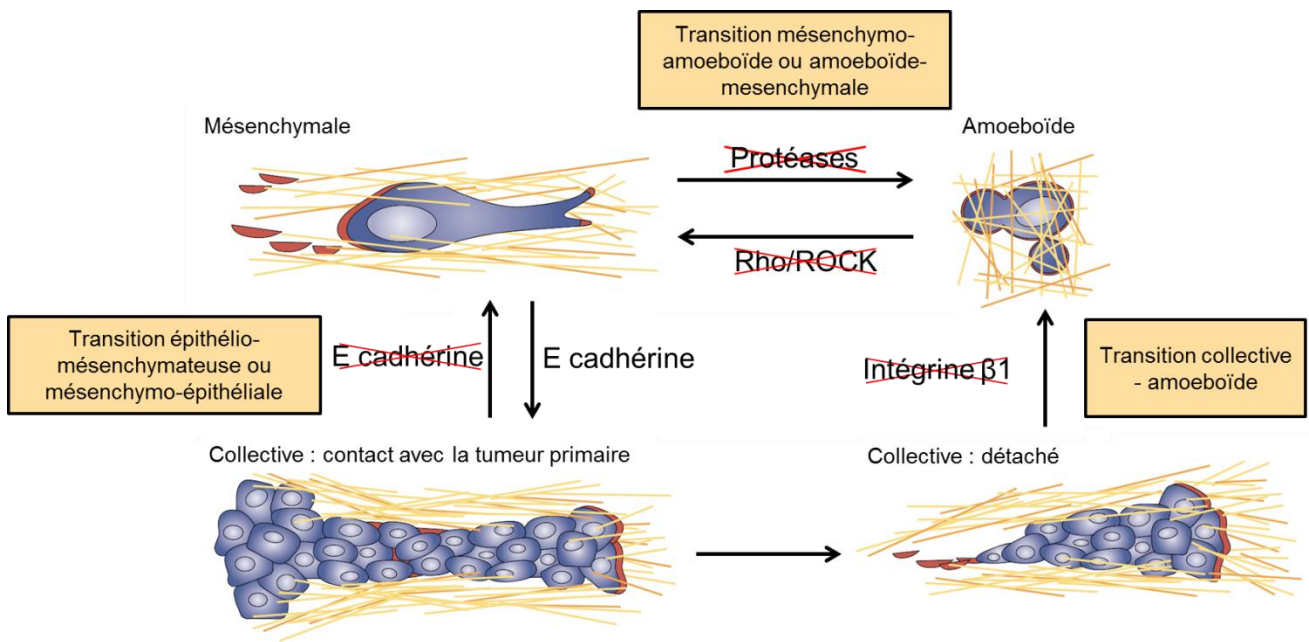 Transition mésenchymo-
amoeboïde ou amoeboïde-
mesenchymale
Mésenchymale
Amoeboïde
Protéases
Rho/ROCK
Transition épithélio-
mésenchymateuse ou
mésenchymo-épithéliale
E cadhérine
E cadhérine
Intégrine β1
Transition collective
- amoeboïde
Collective : contact avec la tumeur primaire
Collective : détaché